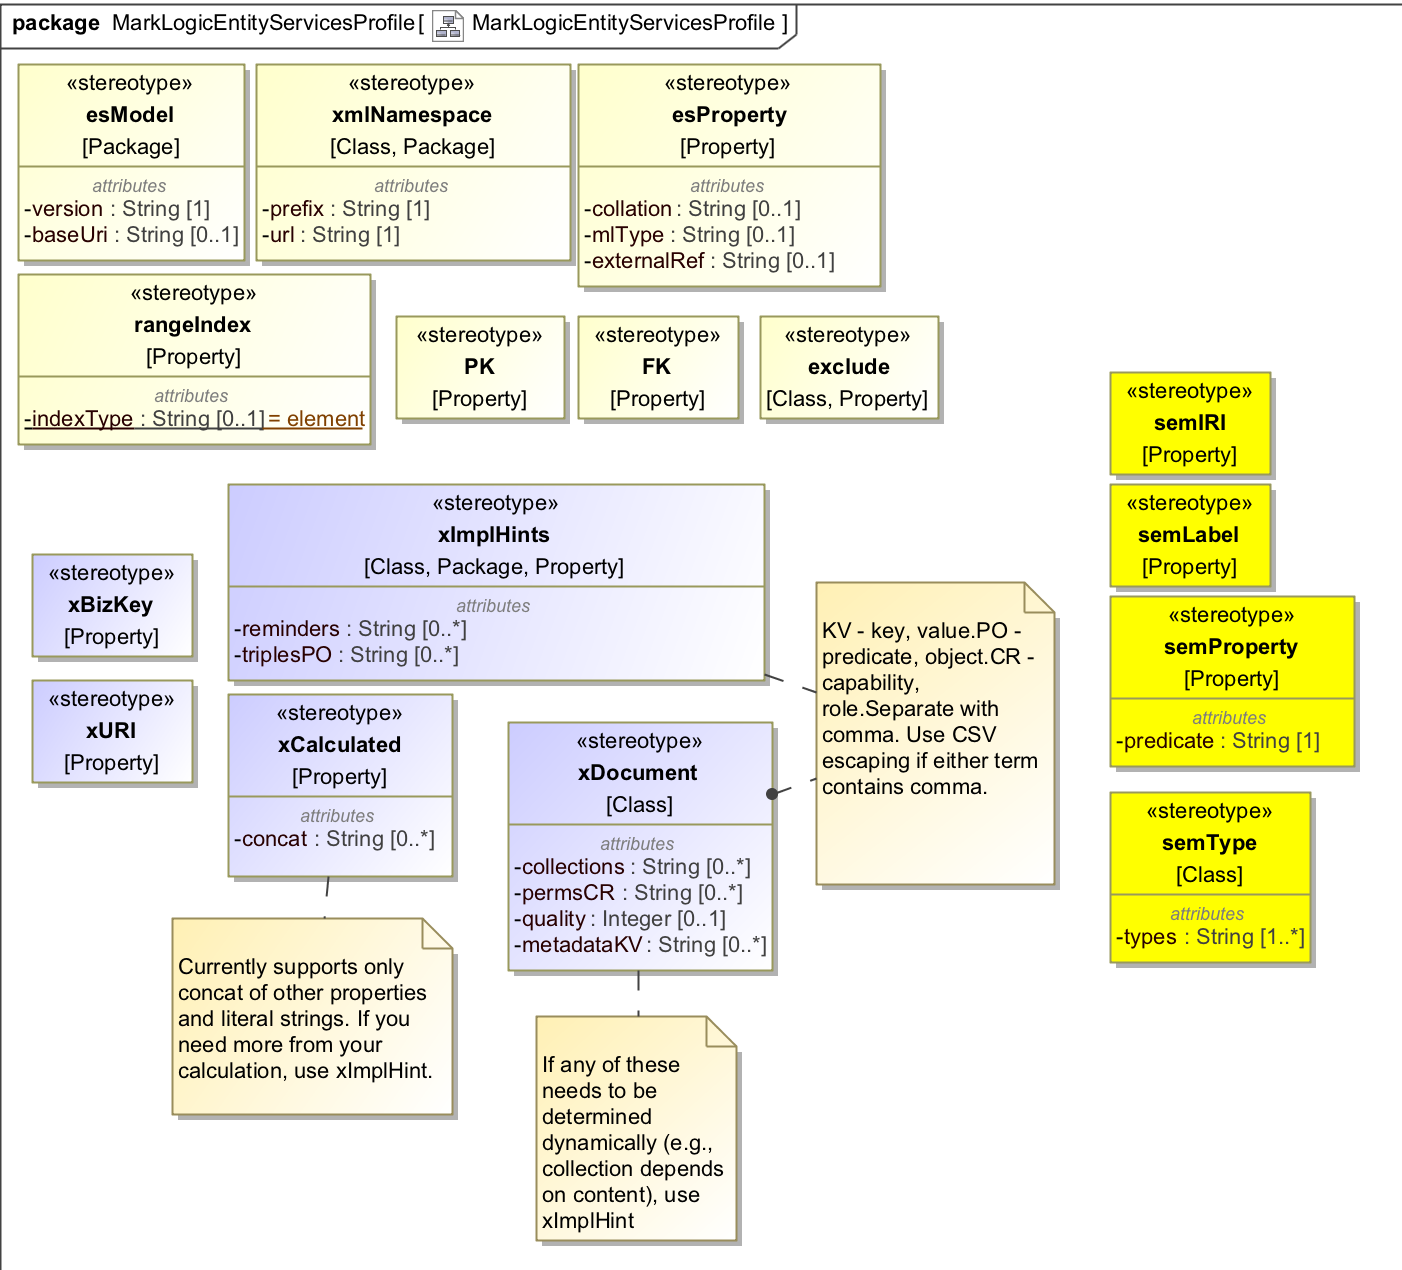 package MarkLogicEntityServicesProfile[ MarkLogicEntityServicesProfile ]
«stereotype»
esModel
[Package]
attributes
-version : String [1]
-baseUri : String [0..1]
«stereotype»
xmlNamespace
[Class, Package]
attributes
-prefix : String [1]
-url : String [1]
«stereotype»
esProperty
[Property]
attributes
-collation : String [0..1]
-mlType : String [0..1]
-externalRef : String [0..1]
«stereotype»
rangeIndex
[Property]
attributes
-indexType : String [0..1] = element
«stereotype»
PK
[Property]
«stereotype»
FK
[Property]
«stereotype»
exclude
[Class, Property]
«stereotype»
semIRI
[Property]
«stereotype»
semLabel
[Property]
«stereotype»
semProperty
[Property]
attributes
-predicate : String [1]
«stereotype»
semType
[Class]
attributes
-types : String [1..*]
«stereotype»
xImplHints
[Class, Package, Property]
attributes
-reminders : String [0..*]
-triplesPO : String [0..*]
«stereotype»
xBizKey
[Property]
«stereotype»
xURI
[Property]
«stereotype»
xCalculated
[Property]
attributes
-concat : String [0..*]
«stereotype»
xDocument
[Class]
attributes
-collections : String [0..*]
-permsCR : String [0..*]
-quality : Integer [0..1]
-metadataKV : String [0..*]
KV - key, value.PO -
predicate, object.CR -
capability,
role.Separate with
comma. Use CSV
escaping if either term
contains comma.
Currently supports only
concat of other properties
and literal strings. If you
need more from your
calculation, use xImplHint.
If any of these
needs to be
determined
dynamically (e.g.,
collection depends
on content), use
xImplHint